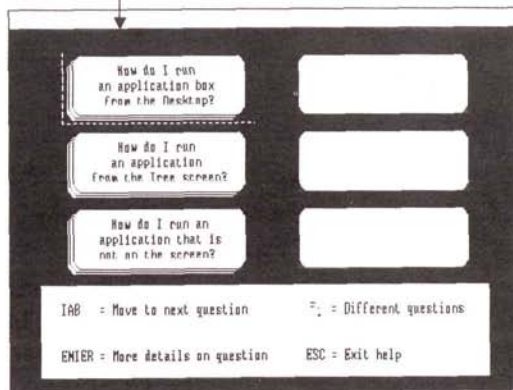 How do I run
an application box
from the Desktop?
How do I run
an application
from the Tree screen?
How do I run an
application that is
not on the screen?
TAB = Move to next question
= Different questions
ENTER = More details on question
ESC = Exit help